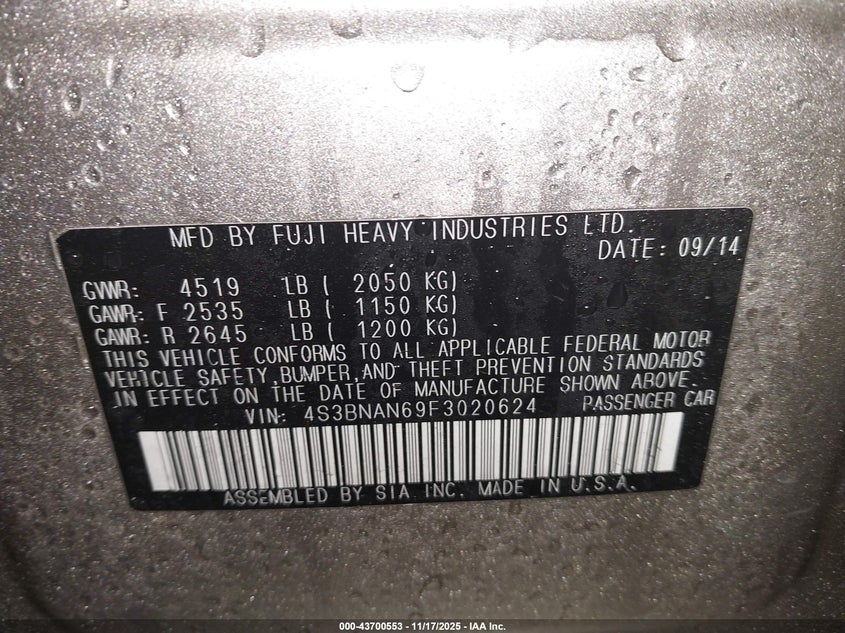 MFD BY FUJI HEAVY INDUSTRIES LTD.
DATE: 09/14
GVWR: 4519 LB ( 2050 KG)
GAWR: F 2535 LB ( 1150 KG)
GAWR: R 2645 LB ( 1200 KG)
THIS VEHICLE CONFORMS TO ALL APPLICABLE FEDERAL MOTOR
VEHICLE SAFETY, BUMPER, AND THEFT PREVENTION STANDARDS
IN EFFECT ON THE DATE OF MANUFACTURE SHOWN ABOVE.
VIN: 4S3BNAN69F3020624 PASSENGER CAR
ASSEMBLED BY SIA INC. MADE IN U.S.A.
000-43700553 - 11/17/2025 - IAA Inc.